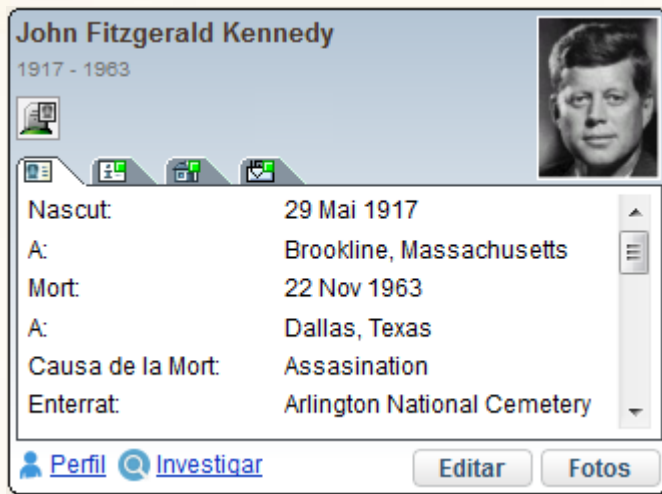 John Fitzgerald Kennedy
1917 - 1963
Nascut: 29 Mai 1917
A: Brookline, Massachusetts
Mort: 22 Nov 1963
A: Dallas, Texas
Causa de la Mort: Assasination
Enterrat: Arlington National Cemetery
Perfil Investigar Editar Fotos